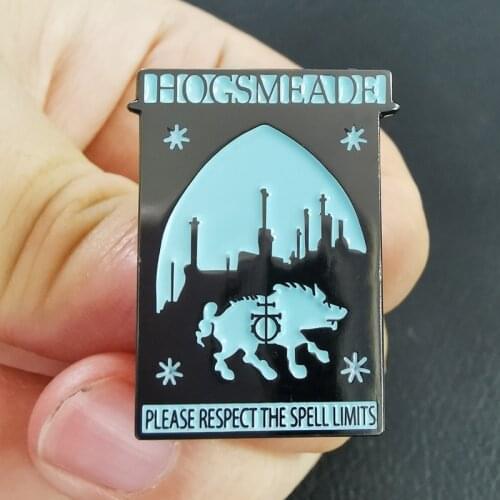 HOGSMEADE
PLEASE RESPECT THE SPELL LIMITS